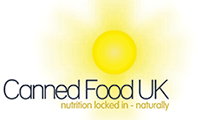 Canned Food UK
nutrition locked in - naturally